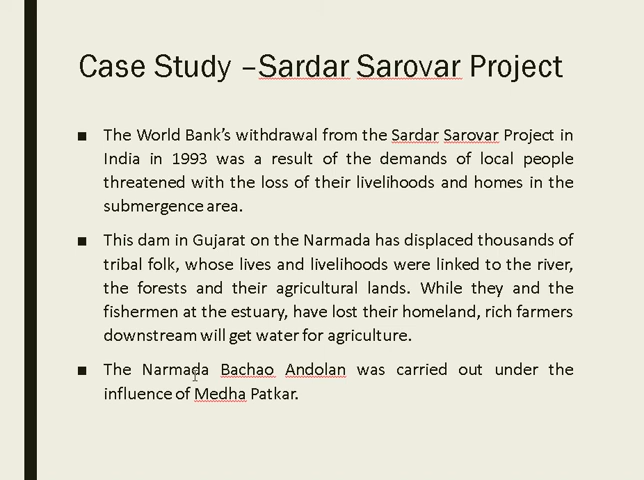 Case Study –Sardar Sarovar Project
■ The World Bank’s withdrawal from the Sardar Sarovar Project in
India in 1993 was a result of the demands of local people
threatened with the loss of their livelihoods and homes in the
submergence area.
■ This dam in Gujarat on the Narmada has displaced thousands of
tribal folk, whose lives and livelihoods were linked to the river,
the forests and their agricultural lands. While they and the
fishermen at the estuary, have lost their homeland, rich farmers
downstream will get water for agriculture.
■ The Narmada Bachao Andolan was carried out under the
influence of Medha Patkar.